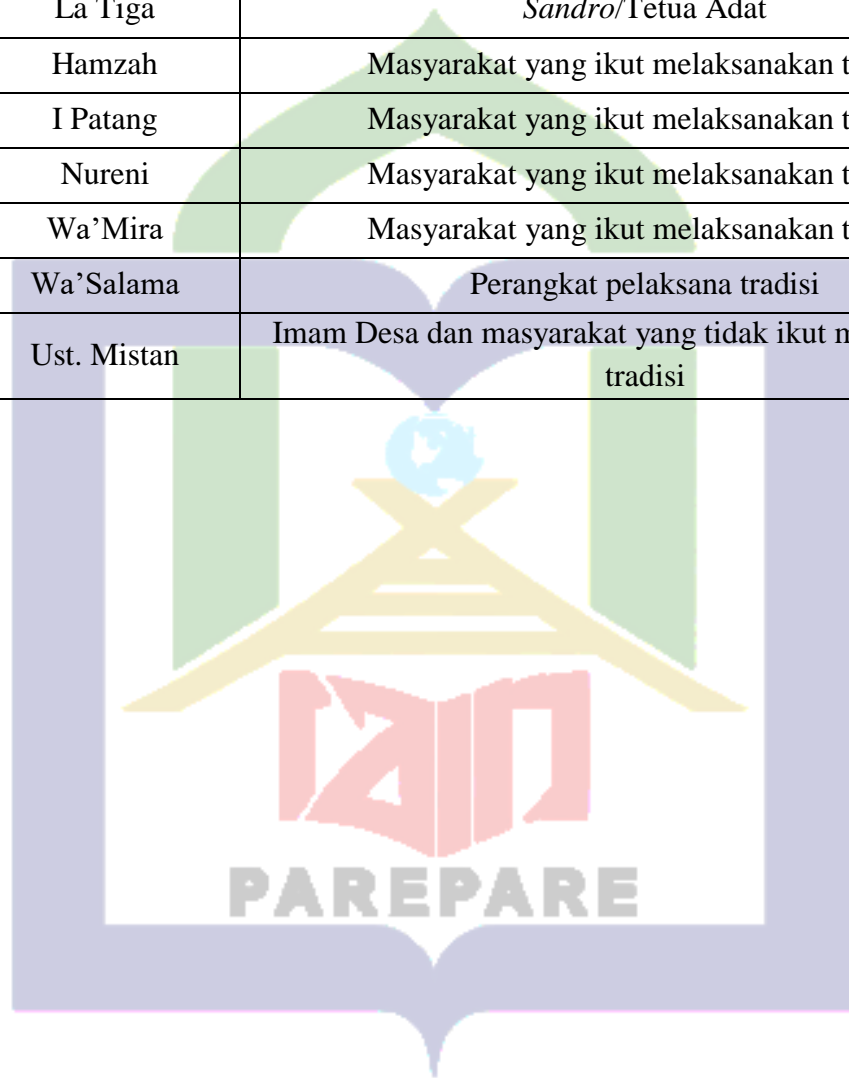 La Tiga Sandro/Tetua Adat
Hamzah Masyarakat yang ikut melaksanakan t
I Patang Masyarakat yang ikut melaksanakan t
Nureni Masyarakat yang ikut melaksanakan t
Wa’Mira Masyarakat yang ikut melaksanakan t
Wa’Salama Perangkat pelaksana tradisi
Ust. Mistan Imam Desa dan masyarakat yang tidak ikut m
tradisi
iain
PAREPARE